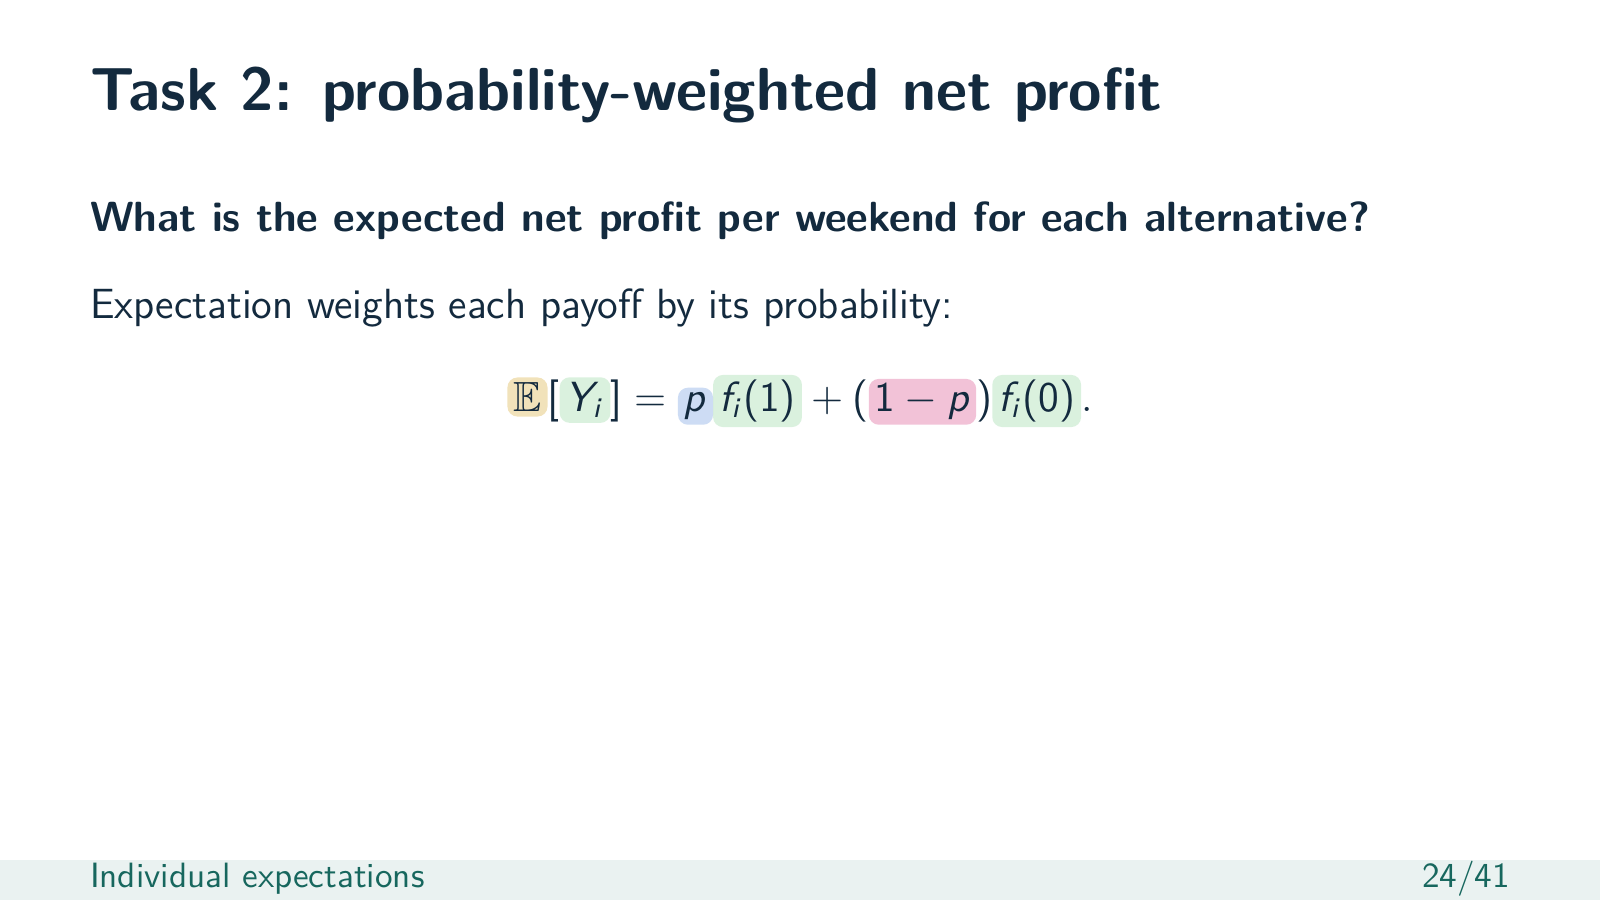 Task 2: probability-weighted net profit
What is the expected net profit per weekend for each alternative?
Expectation weights each payoff by its probability:
𝔼[Yᵢ] = p fᵢ(1) + (1 − p)fᵢ(0).
Individual expectations
24/41